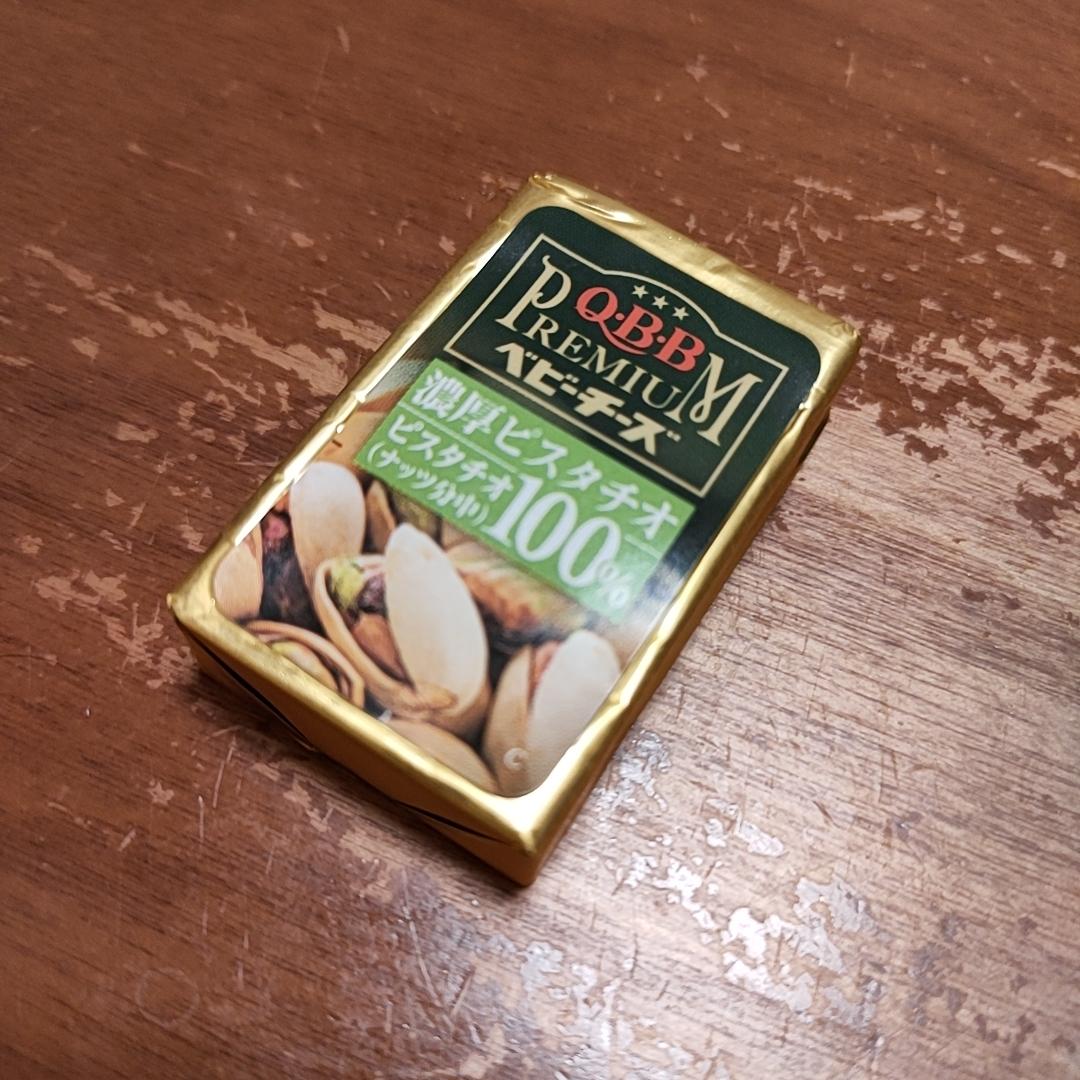 Q·B·B
PREMIUM
ベビーチーズ
濃厚ピスタチオ
ピスタチオ
(ナッツ分中)
100%
C